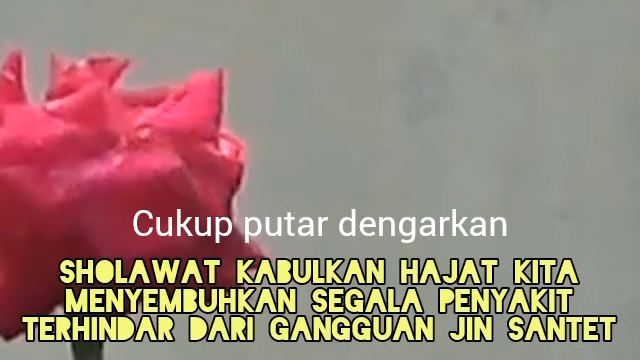 Cukup putar dengarkan
SHOLAWAT KABULKAN HAJAT KITA
MENYEMBUHKAN SEGALA PENYAKIT
TERHINDAR DARI GANGGUAN JIN SANTET